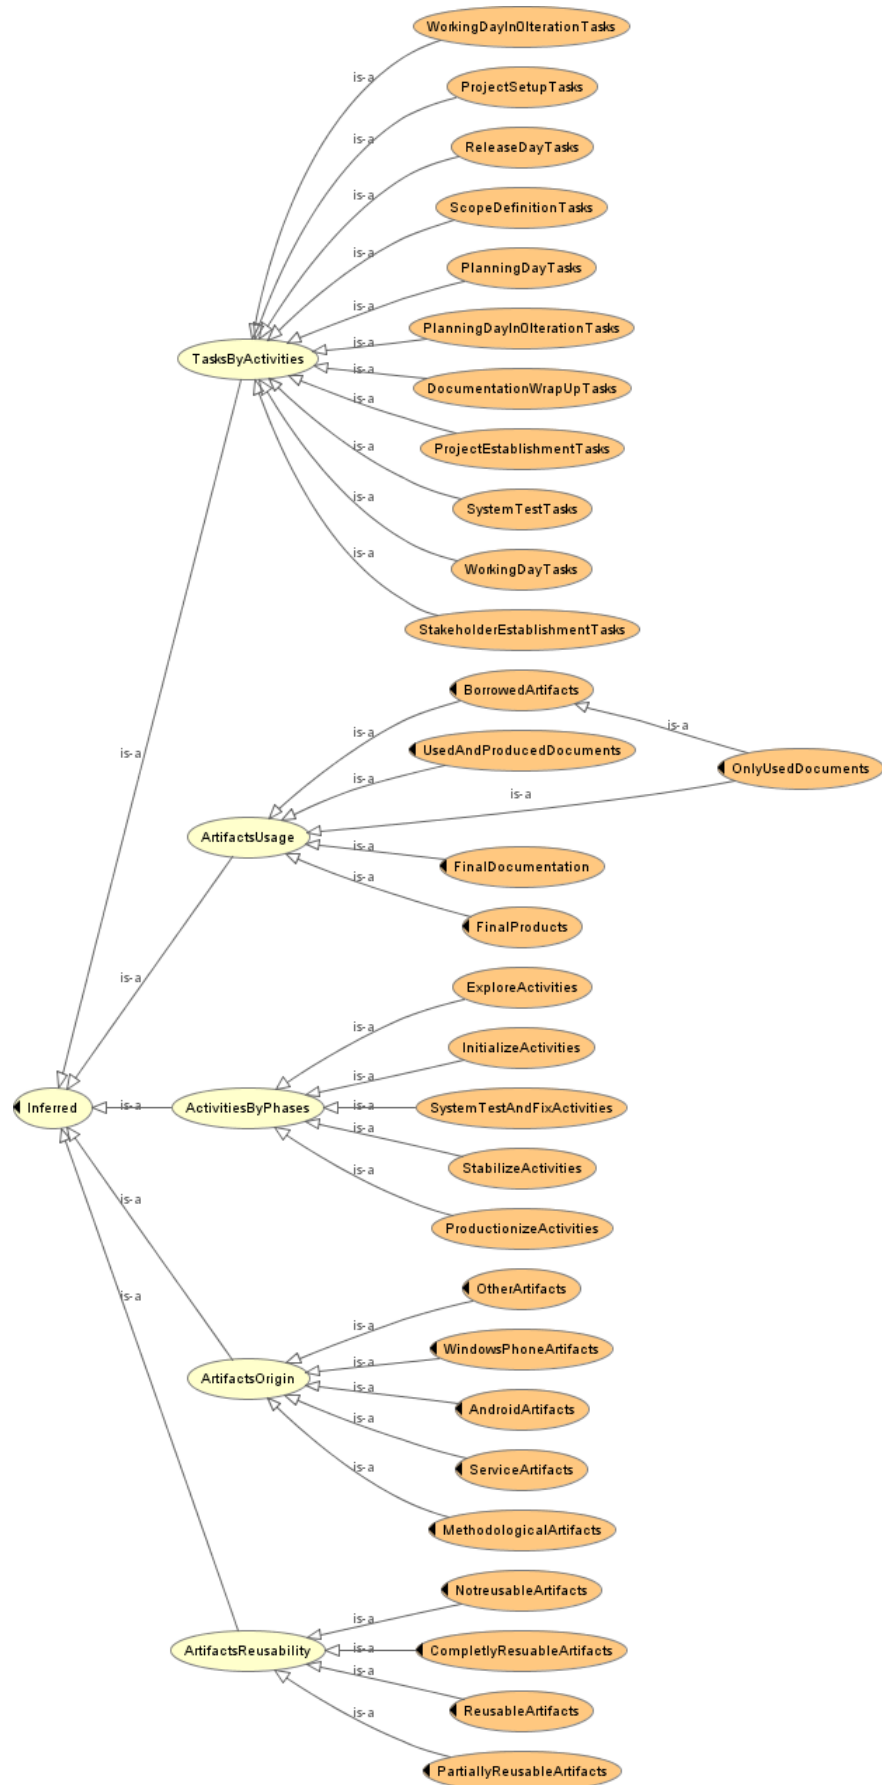 WorkingDayIn0IterationTasks
is-a
ProjectSetupTasks
is-a
ReleaseDayTasks
is-a
ScopeDefinitionTasks
is-a
PlanningDayTasks
is-a
PlanningDayIn0IterationTasks
is-a
TasksByActivities
is-a
DocumentationWrapUpTasks
is-a
ProjectEstablishmentTasks
is-a
SystemTestTasks
is-a
WorkingDayTasks
is-a
StakeholderEstablishmentTasks
BorrowedArtifacts
is-a
is-a
UsedAndProducedDocuments
is-a
OnlyUsedDocuments
is-a
is-a
ArtifactsUsage
is-a
FinalDocumentation
is-a
FinalProducts
is-a
ExploreActivities
is-a
InitializeActivities
is-a
Inferred
is-a
ActivitiesByPhases
is-a
SystemTestAndFixActivities
is-a
StabilizeActivities
is-a
is-a
ProductionizeActivities
OtherArtifacts
is-a
is-a
WindowsPhoneArtifacts
is-a
ArtifactsOrigin
is-a
AndroidArtifacts
is-a
ServiceArtifacts
is-a
MethodologicalArtifacts
NotreusableArtifacts
is-a
ArtifactsReusability
is-a
CompletlyResuableArtifacts
is-a
ReusableArtifacts
is-a
PartiallyReusableArtifacts